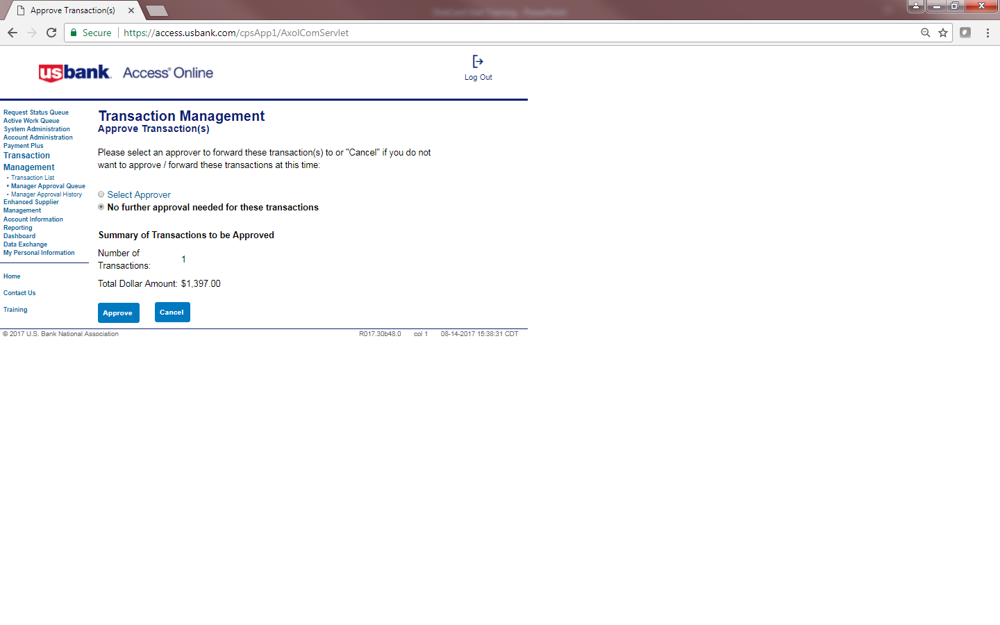 Approve Transaction(s)
Secure
https://access.usbank.com/cpsApp1/AxolComServlet
usbank. Access® Online
Log Out
Request Status Queue
Active Work Queue
System Administration
Account Administration
Payment Plus
Transaction
Management
• Transaction List
• Manager Approval Queue
• Manager Approval History
Enhanced Supplier
Management
Account Information
Reporting
Dashboard
Data Exchange
My Personal Information
Home
Contact Us
Training
Transaction Management
Approve Transaction(s)
Please select an approver to forward these transaction(s) to or "Cancel" if you do not
want to approve / forward these transactions at this time:
Select Approver
No further approval needed for these transactions
Summary of Transactions to be Approved
Number of
Transactions: 1
Total Dollar Amount: $1,397.00
Approve Cancel
© 2017 U.S. Bank National Association R017.30b48.0 col 1 08-14-2017 15:38:31 CDT